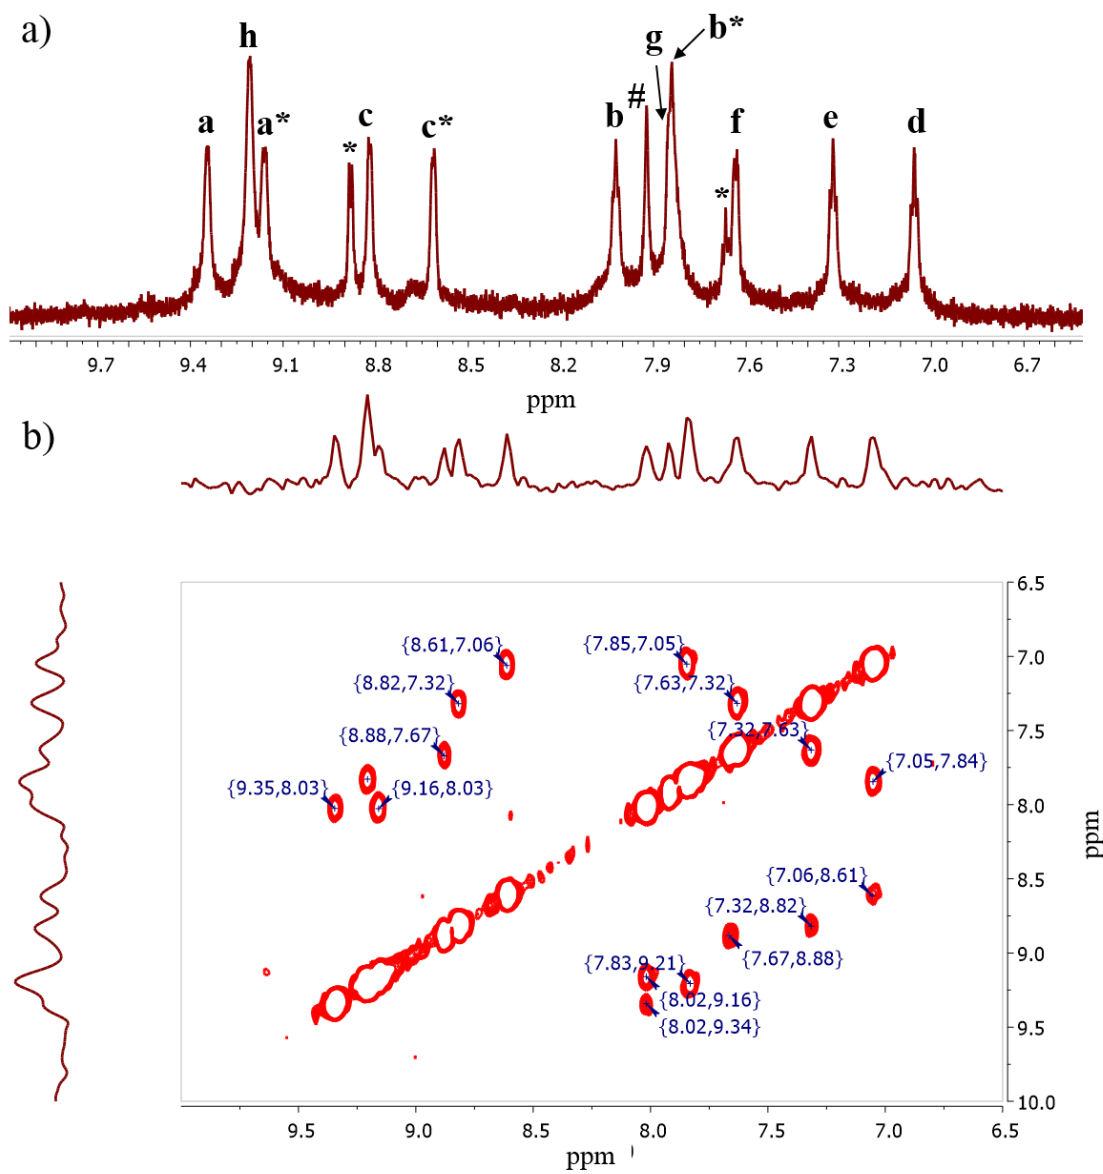 a)
h
g
b*
a
a*
*
c
c*
b
#
*
f
e
d
9.7 9.4 9.1 8.8 8.5 8.2 7.9 7.6 7.3 7.0 6.7
ppm
b)
6.5
{8.61,7.06} {7.85,7.05} 7.0
{8.82,7.32} {7.63,7.32}
{8.88,7.67} {7.32,7.63} 7.5
{9.35,8.03} {9.16,8.03} {7.05,7.84}
8.0
ppm
{7.06,8.61} 8.5
{7.32,8.82}
{7.83,9.21} {7.67,8.88} 9.0
{8.02,9.16}
{8.02,9.34} 9.5
10.0
9.5 9.0 8.5 8.0 7.5 7.0 6.5
ppm )